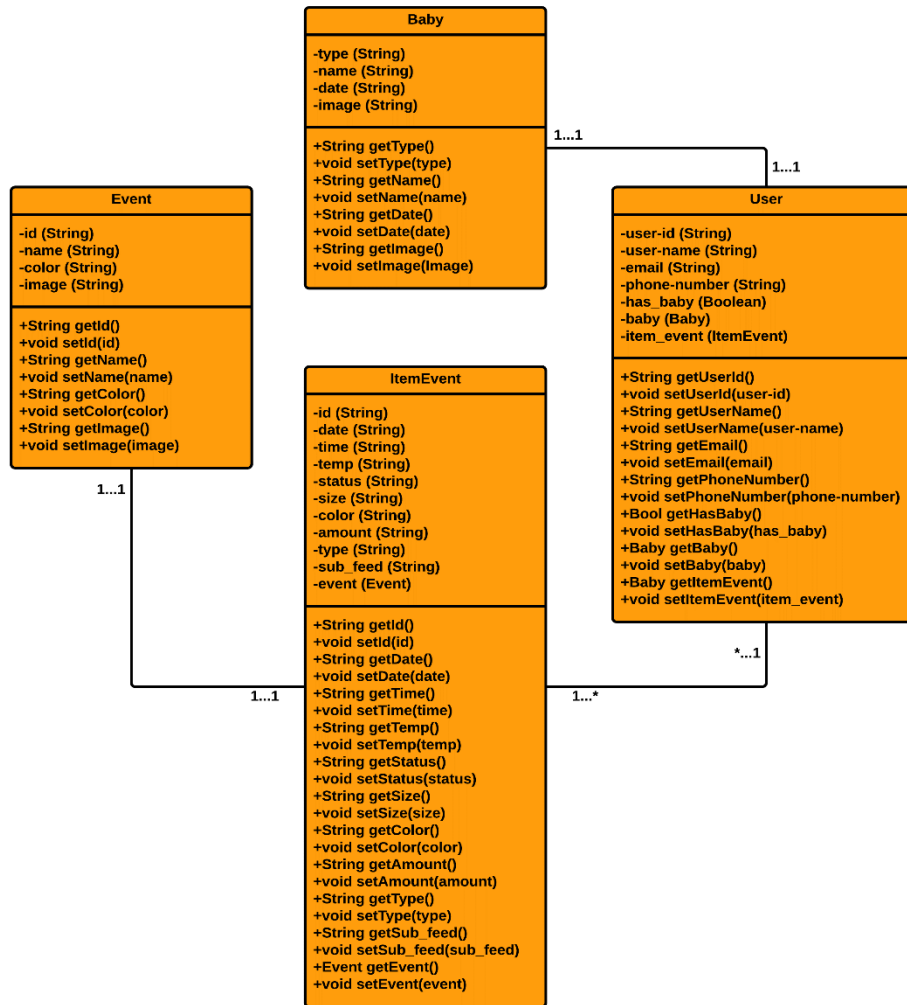 Baby
-type (String)
-name (String)
-date (String)
-image (String)
+String getType()
+void setType(type)
+String getName()
+void setName(name)
+String getDate()
+void setDate(date)
+String getImage()
+void setImage(Image)
1...1
1...1
Event
-id (String)
-name (String)
-color (String)
-image (String)
+String getId()
+void setId(id)
+String getName()
+void setName(name)
+String getColor()
+void setColor(color)
+String getImage()
+void setImage(image)
1...1
1...1
User
-user-id (String)
-user-name (String)
-email (String)
-phone-number (String)
-has_baby (Boolean)
-baby (Baby)
-item_event (ItemEvent)
+String getUserId()
+void setUserId(user-id)
+String getUserName()
+void setUserName(user-name)
+String getEmail()
+void setEmail(email)
+String getPhoneNumber()
+void setPhoneNumber(phone-number)
+Bool getHasBaby()
+void setHasBaby(has_baby)
+Baby getBaby()
+void setBaby(baby)
+Baby getItemEvent()
+void setItemEvent(item_event)
*...1
1...*
ItemEvent
-id (String)
-date (String)
-time (String)
-temp (String)
-status (String)
-size (String)
-color (String)
-amount (String)
-type (String)
-sub_feed (String)
-event (Event)
+String getId()
+void setId(id)
+String getDate()
+void setDate(date)
+String getTime()
+void setTime(time)
+String getTemp()
+void setTemp(temp)
+String getStatus()
+void setStatus(status)
+String getSize()
+void setSize(size)
+String getColor()
+void setColor(color)
+String getAmount()
+void setAmount(amount)
+String getType()
+void setType(type)
+String getSub_feed()
+void setSub_feed(sub_feed)
+Event getEvent()
+void setEvent(event)